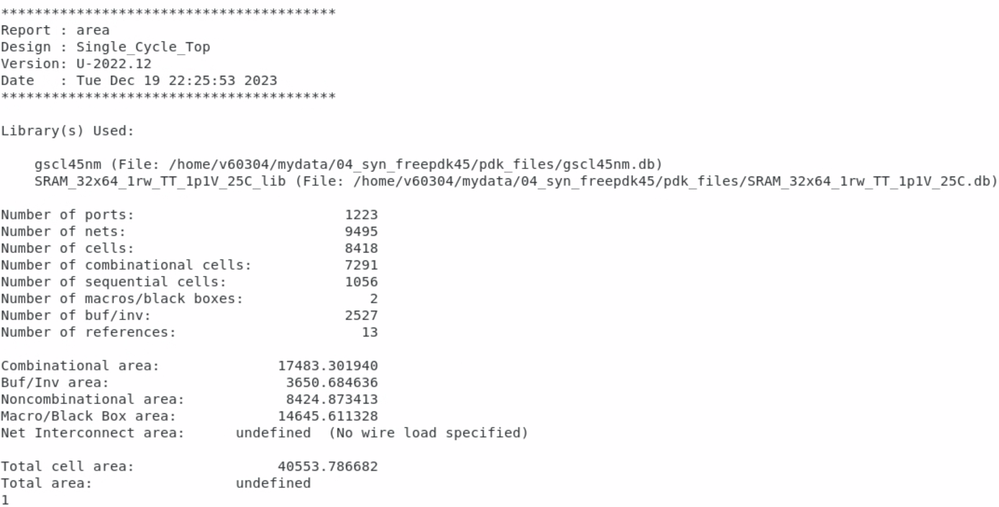 ****************************************
Report : area
Design : Single_Cycle_Top
Version: U-2022.12
Date   : Tue Dec 19 22:25:53 2023
****************************************

Library(s) Used:

    gscl45nm (File: /home/v60304/mydata/04_syn_freepdk45/pdk_files/gscl45nm.db)
    SRAM_32x64_1rw_TT_1p1V_25C_lib (File: /home/v60304/mydata/04_syn_freepdk45/pdk_files/SRAM_32x64_1rw_TT_1p1V_25C.db)

Number of ports:                         1223
Number of nets:                          9495
Number of cells:                         8418
Number of combinational cells:           7291
Number of sequential cells:              1056
Number of macros/black boxes:               2
Number of buf/inv:                       2527
Number of references:                      13

Combinational area:              17483.301940
Buf/Inv area:                     3650.684636
Noncombinational area:            8424.873413
Macro/Black Box area:            14645.611328
Net Interconnect area:      undefined  (No wire load specified)

Total cell area:                 40553.786682
Total area:                 undefined
1